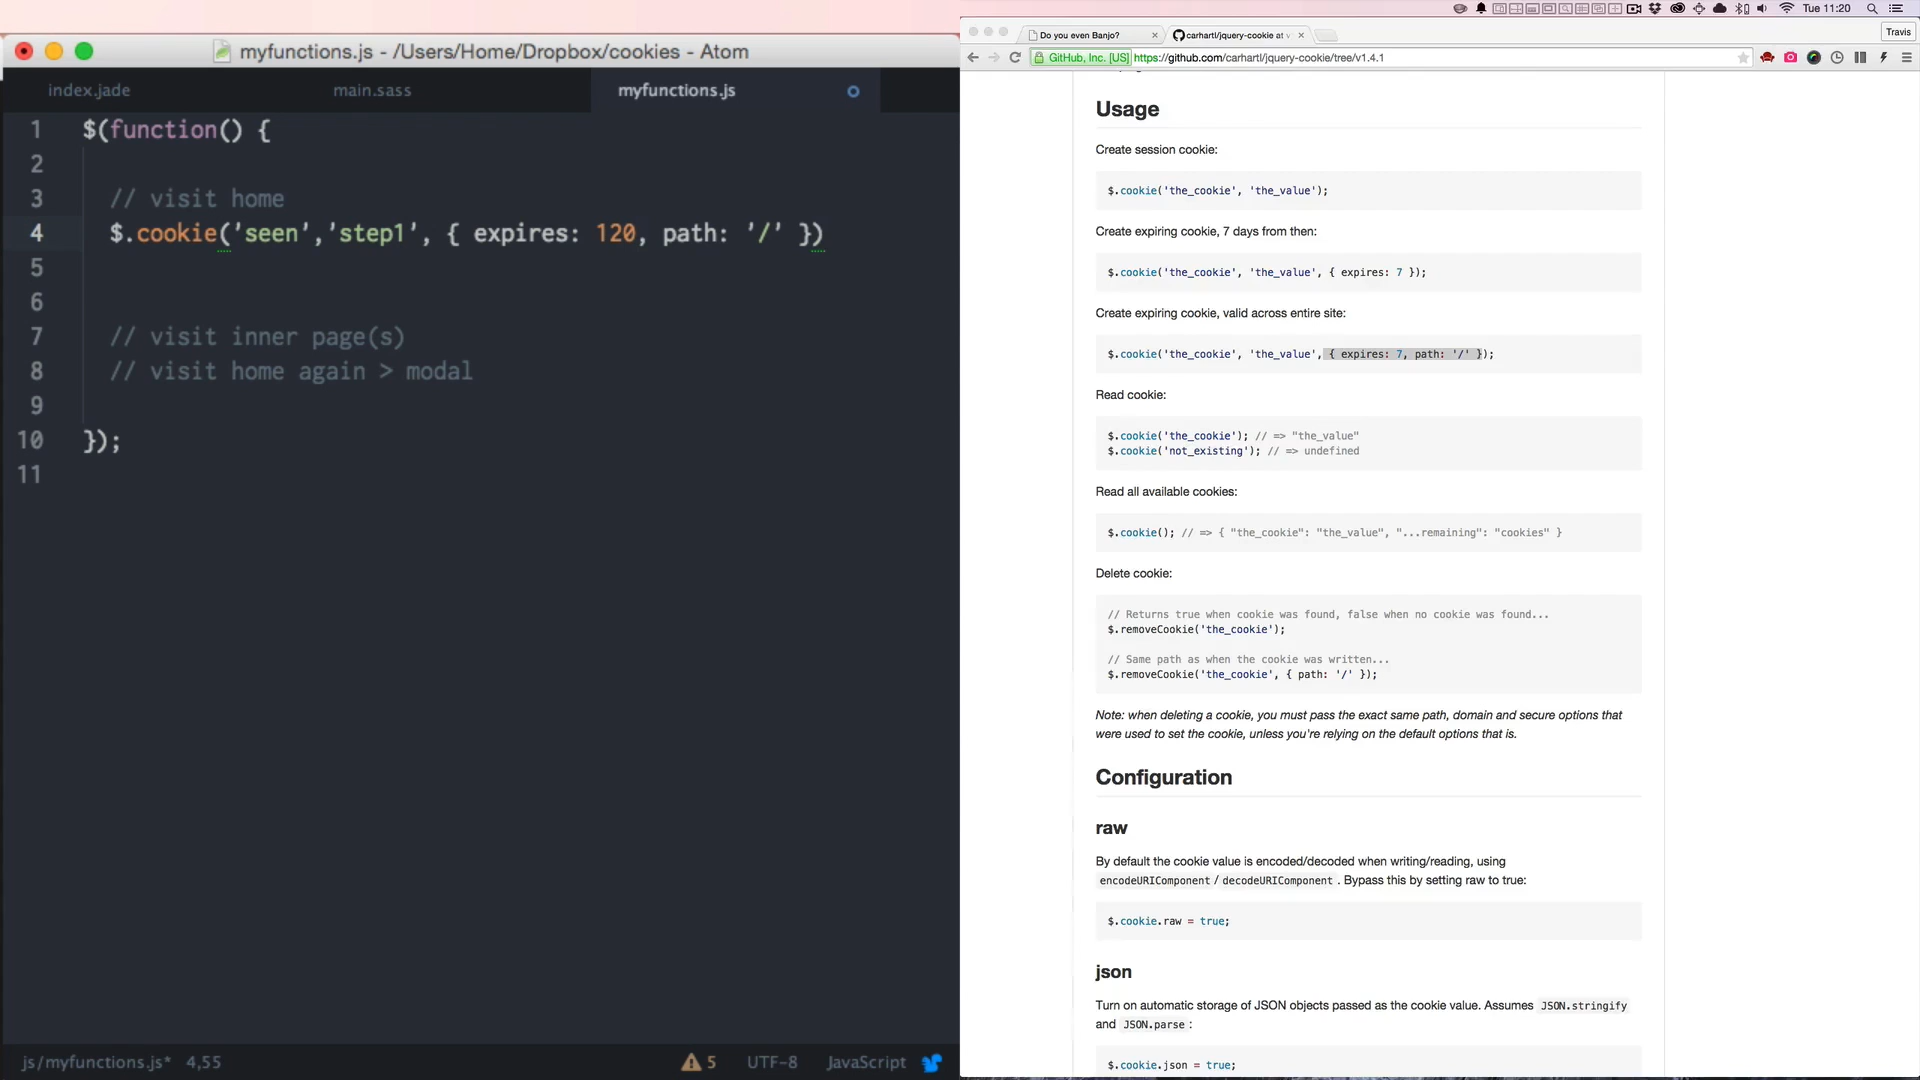 myfunctions.js - /Users/Home/Dropbox/cookies - Atom
index.jade
main.sass
myfunctions.js
1 $(function() {
2
3 // visit home
4 $.cookie('seen','step1', { expires: 120, path: '/' })
5
6
7 // visit inner page(s)
8 // visit home again > modal
9
10 });
11
js/myfunctions.js* 4,55
5 UTF-8 JavaScript
Tue 11:20
Do you even Banjo?
carhartl/jquery-cookie at v
Travis
GitHub, Inc. [US] https://github.com/carhartl/jquery-cookie/tree/v1.4.1
Usage
Create session cookie:
$.cookie('the_cookie', 'the_value');
Create expiring cookie, 7 days from then:
$.cookie('the_cookie', 'the_value', { expires: 7 });
Create expiring cookie, valid across entire site:
$.cookie('the_cookie', 'the_value', { expires: 7, path: '/' });
Read cookie:
$.cookie('the_cookie'); // => "the_value"
$.cookie('not_existing'); // => undefined
Read all available cookies:
$.cookie(); // => { "the_cookie": "the_value", "...remaining": "cookies" }
Delete cookie:
// Returns true when cookie was found, false when no cookie was found...
$.removeCookie('the_cookie');
// Same path as when the cookie was written...
$.removeCookie('the_cookie', { path: '/' });
Note: when deleting a cookie, you must pass the exact same path, domain and secure options that
were used to set the cookie, unless you're relying on the default options that is.
Configuration
raw
By default the cookie value is encoded/decoded when writing/reading, using
encodeURIComponent / decodeURIComponent . Bypass this by setting raw to true:
$.cookie.raw = true;
json
Turn on automatic storage of JSON objects passed as the cookie value. Assumes JSON.stringify
and JSON.parse :
$.cookie.json = true;